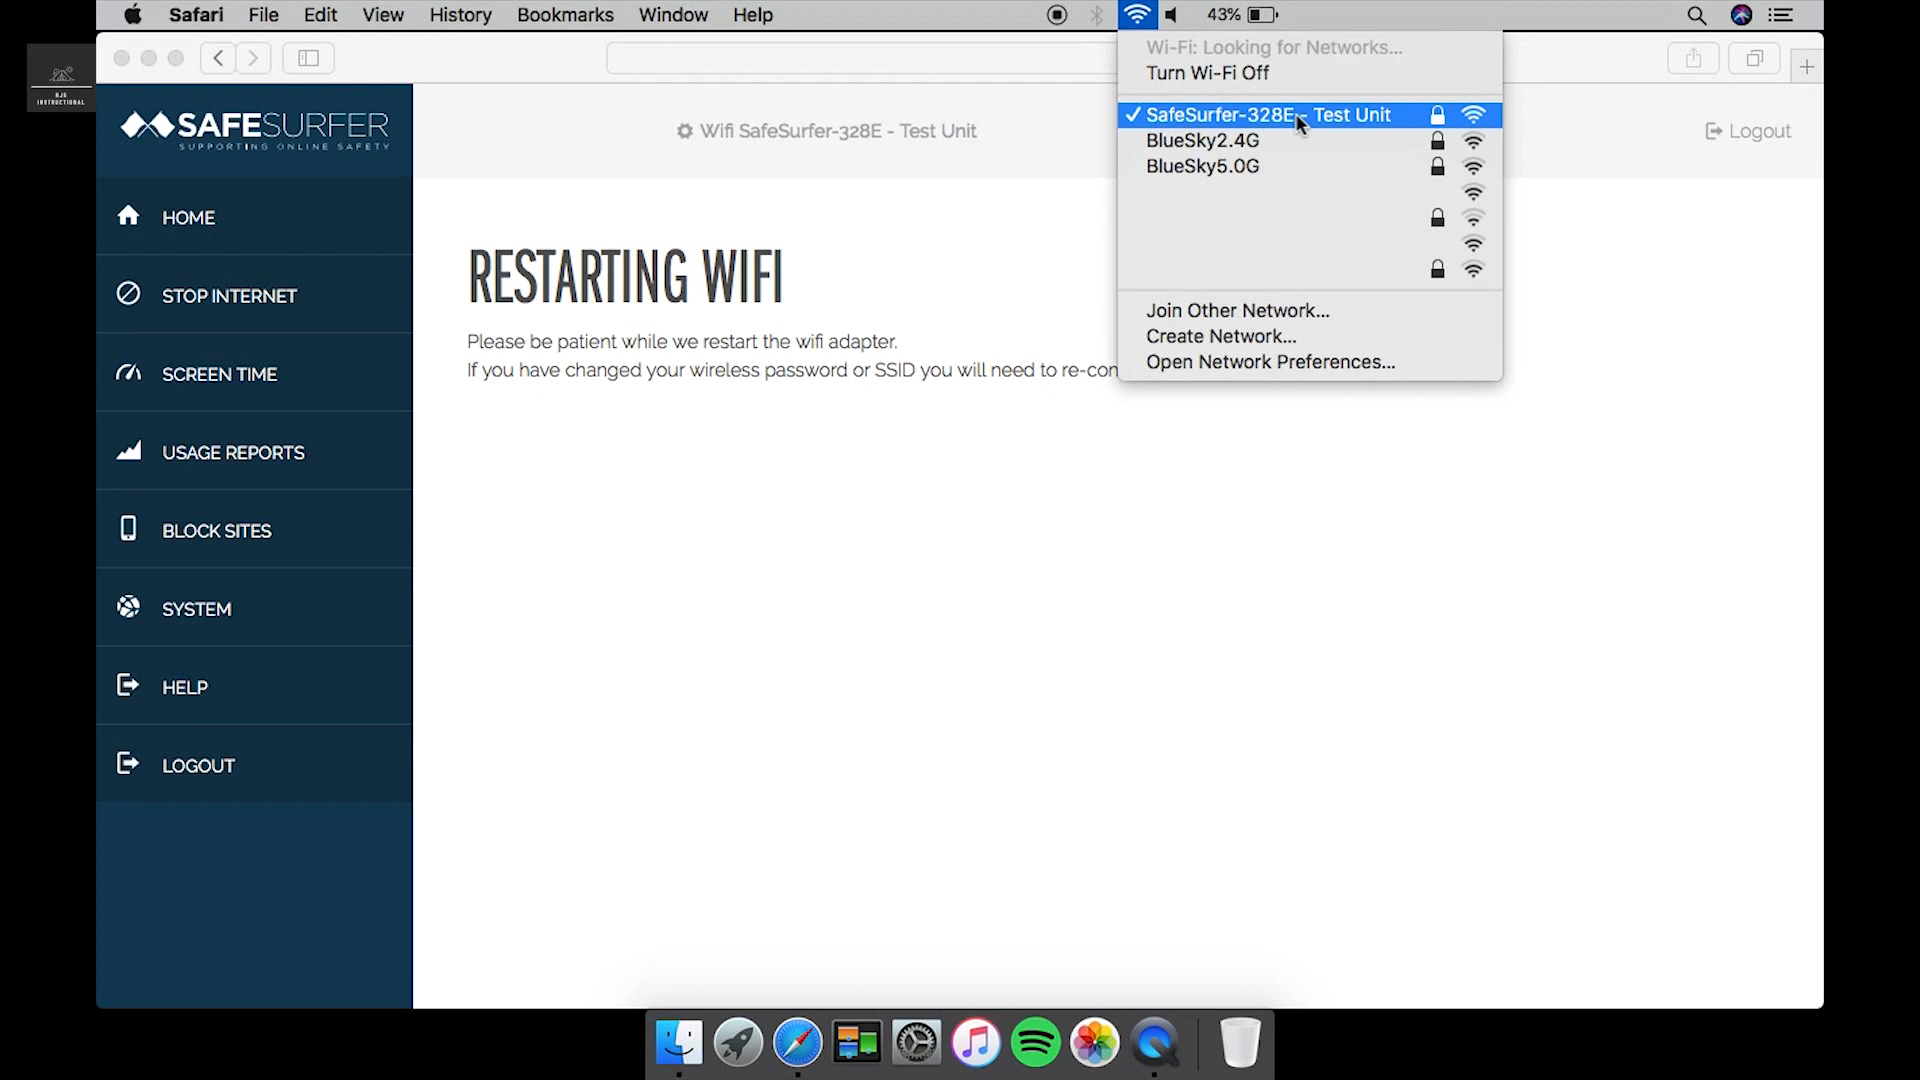 Safari File Edit View History Bookmarks Window Help 43%
NJG
INSTRUCTIONAL
SAFESURFER
SUPPORTING ONLINE SAFETY
HOME
STOP INTERNET
SCREEN TIME
USAGE REPORTS
BLOCK SITES
SYSTEM
HELP
LOGOUT
Wifi SafeSurfer-328E - Test Unit
Logout
RESTARTING WIFI
Please be patient while we restart the wifi adapter.
If you have changed your wireless password or SSID you will need to re-con
Wi-Fi: Looking for Networks...
Turn Wi-Fi Off
✓ SafeSurfer-328E - Test Unit
BlueSky2.4G
BlueSky5.0G
Join Other Network...
Create Network...
Open Network Preferences...